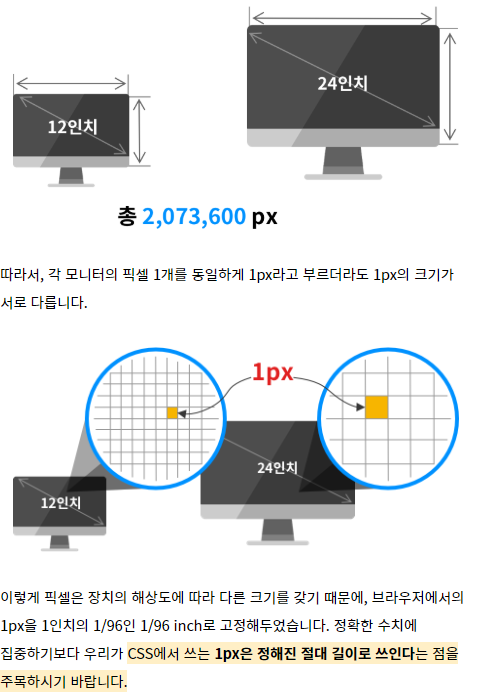 24인치
12인치
총 2,073,600 px
따라서, 각 모니터의 픽셀 1개를 동일하게 1px라고 부르더라도 1px의 크기가
서로 다릅니다.
1px
24인치
12인치
이렇게 픽셀은 장치의 해상도에 따라 다른 크기를 갖기 때문에, 브라우저에서의
1px을 1인치의 1/96인 1/96 inch로 고정해두었습니다. 정확한 수치에
집중하기보다 우리가 CSS에서 쓰는 1px은 정해진 절대 길이로 쓰인다는 점을
주목하시기 바랍니다.